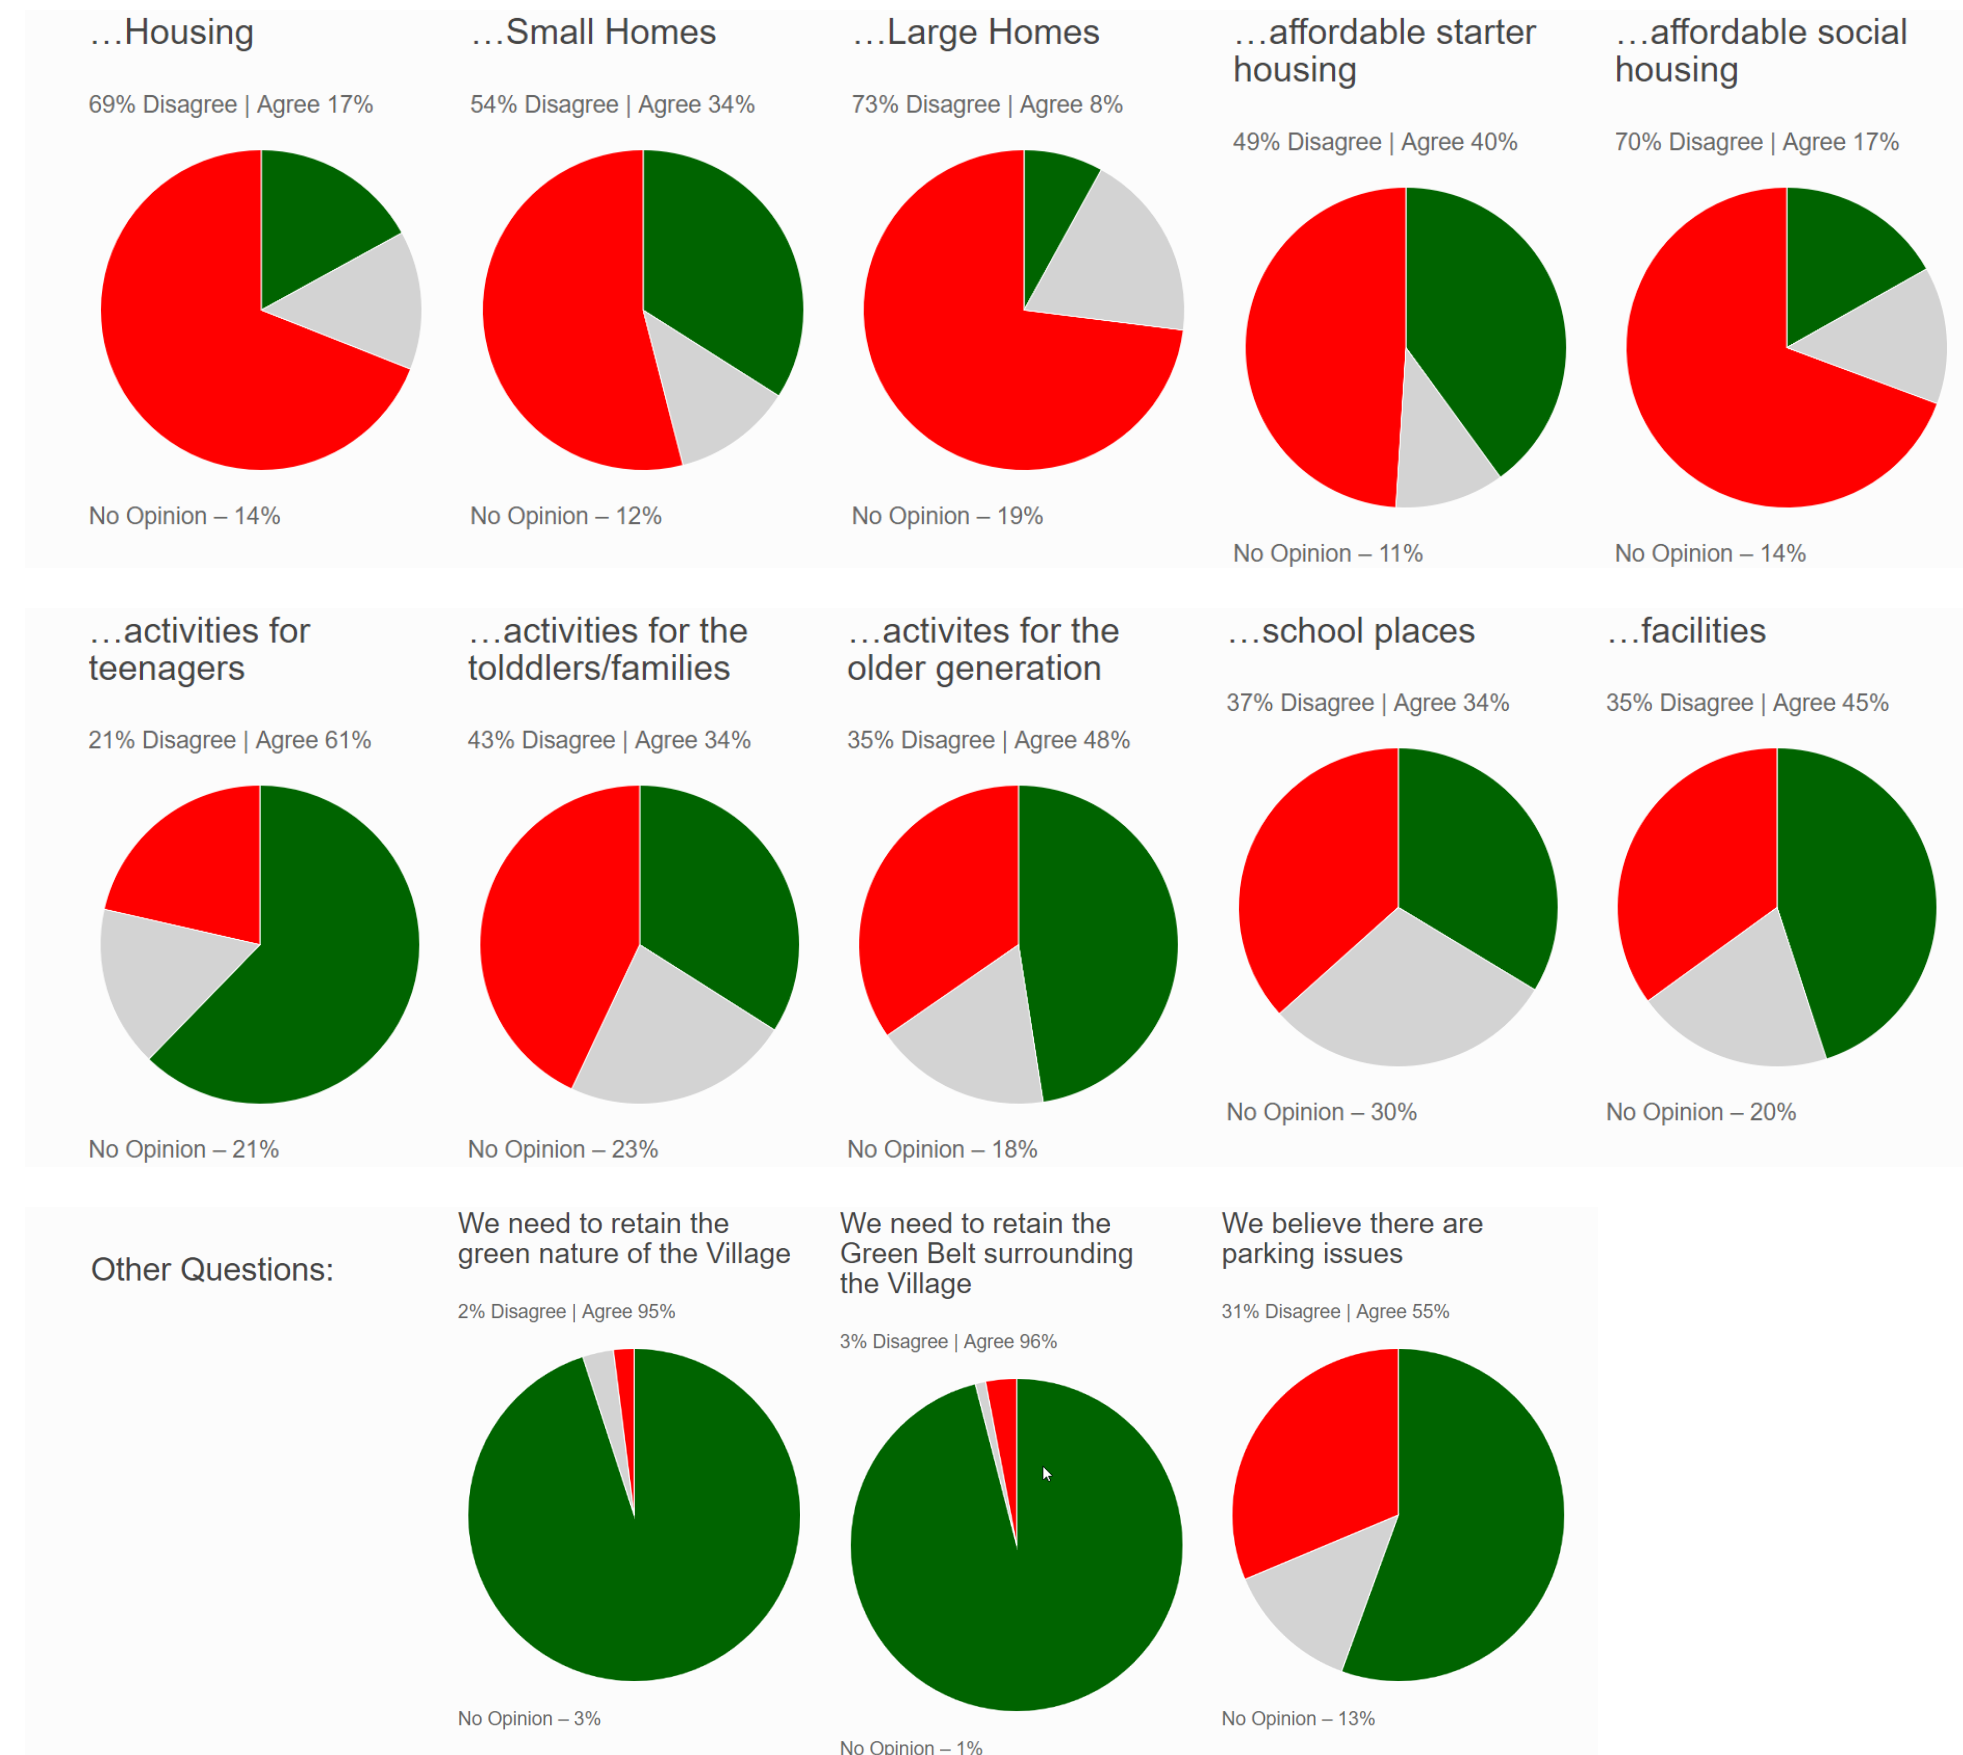 …Housing
69% Disagree | Agree 17%
No Opinion – 14%
…Small Homes
54% Disagree | Agree 34%
No Opinion – 12%
…Large Homes
73% Disagree | Agree 8%
No Opinion – 19%
…affordable starter
housing
49% Disagree | Agree 40%
No Opinion – 11%
…affordable social
housing
70% Disagree | Agree 17%
No Opinion – 14%
…activities for
teenagers
21% Disagree | Agree 61%
No Opinion – 21%
…activities for the
tolddlers/families
43% Disagree | Agree 34%
No Opinion – 23%
…activites for the
older generation
35% Disagree | Agree 48%
No Opinion – 18%
…school places
37% Disagree | Agree 34%
No Opinion – 30%
…facilities
35% Disagree | Agree 45%
No Opinion – 20%
Other Questions:
We need to retain the
green nature of the Village
2% Disagree | Agree 95%
No Opinion – 3%
We need to retain the
Green Belt surrounding
the Village
3% Disagree | Agree 96%
No Opinion – 1%
We believe there are
parking issues
31% Disagree | Agree 55%
No Opinion – 13%